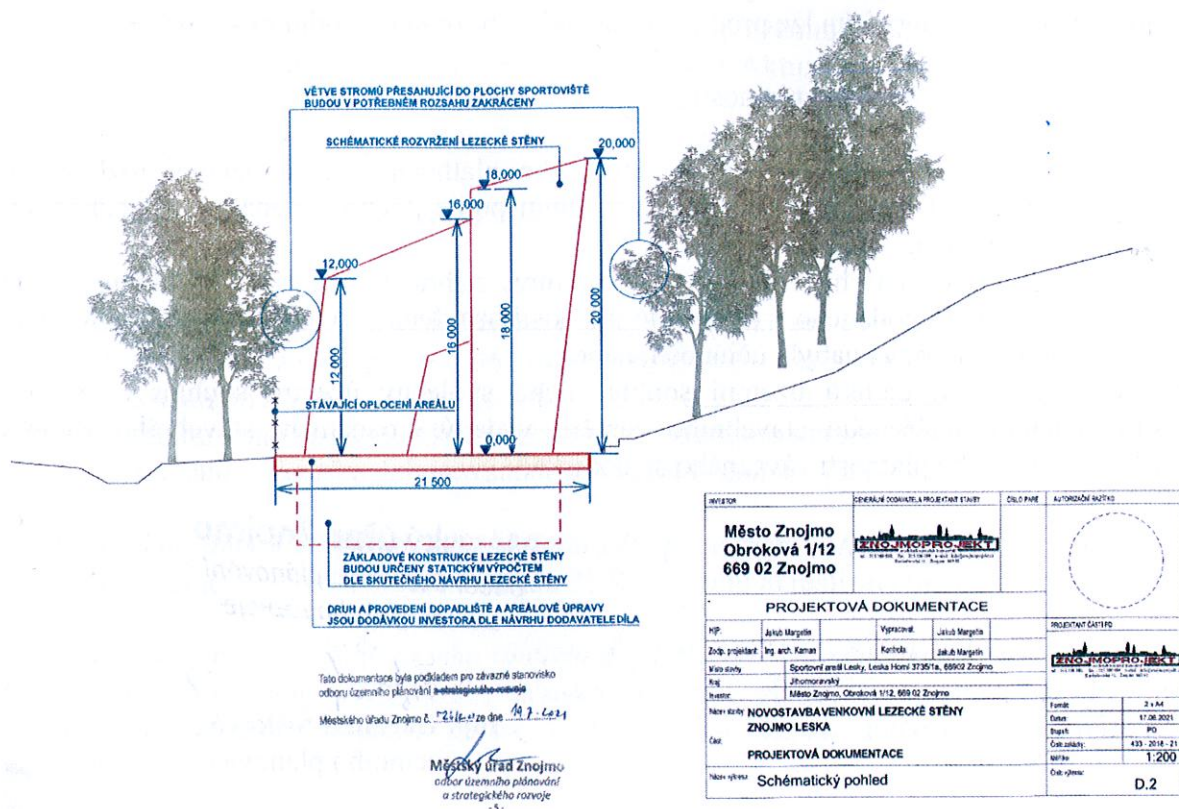 VĚTVE STROMŮ PŘESAHUJÍCÍ DO PLOCHY SPORTOVIŠTĚ
BUDOU V POTŘEBNÉM ROZSAHU ZAKRÁCENY
SCHÉMATICKÉ ROZVRŽENÍ LEZECKÉ STĚNY
20,000
18,000
16,000
12,000
12 000
16 000
18 000
20 000
STÁVAJÍCÍ OPLOCENÍ AREÁLU
0,000
21 500
ZÁKLADOVÉ KONSTRUKCE LEZECKÉ STĚNY
BUDOU URČENY STATICKÝM VÝPOČTEM
DLE SKUTEČNÉHO NÁVRHU LEZECKÉ STĚNY
DRUH A PROVEDENÍ DOPADLIŠTĚ A AREÁLOVÉ ÚPRAVY
JSOU DODÁVKOU INVESTORA DLE NÁVRHU DODAVATELE DÍLA
Tato dokumentace byla podkladem pro závazné stanovisko
odboru územního plánování a strategického rozvoje
Městského úřadu Znojmo č. ze dne
Městský úřad Znojmo
odbor územního plánování
a strategického rozvoje
INVESTOR
GENERÁLNÍ DODAVATEL A PROJEKTANT STAVBY
ČÍSLO PARÉ
AUTORIZAČNÍ RAZÍTKO
Město Znojmo
Obroková 1/12
669 02 Znojmo
ZNOJMOPROJEKT
PROJEKTOVÁ DOKUMENTACE
HIP: Jakub Margetin Vypracoval: Jakub Margetin
Zodp. projektant: Ing. arch. Kaman Kontrola: Jakub Margetin
PROJEKTANT ČÁSTI PD
ZNOJMOPROJEKT
Místo stavby: Sportovní areál Lesky, Leska Horní 3735/1a, 66902 Znojmo
Kraj: Jihomoravský
Investor: Město Znojmo, Obroková 1/12, 669 02 Znojmo
Název stavby: NOVOSTAVBAVENKOVNÍ LEZECKÉ STĚNY
ZNOJMO LESKA
Část:
PROJEKTOVÁ DOKUMENTACE
Název výkresu: Schématický pohled
Formát: 2 x A4
Datum: 17.06.2021
Stupeň: PD
Číslo zakázky: 433 - 2018 - 21
Měřítko: 1:200
Číslo výkresu:
D.2